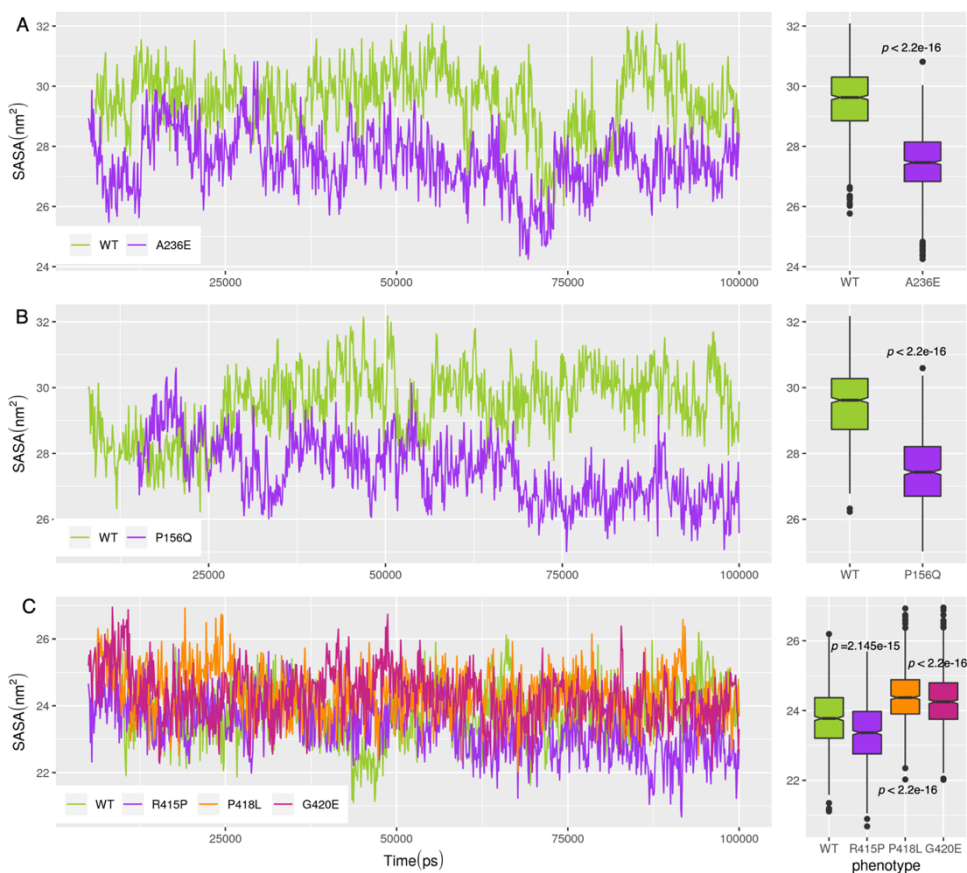 A
SASA(nm²)
32
30
28
26
24
WT
A236E
25000
50000
75000
100000
32
30
28
26
24
p < 2.2e-16
WT
A236E
B
SASA(nm²)
32
30
28
26
WT
P156Q
25000
50000
75000
100000
32
30
28
26
p < 2.2e-16
WT
P156Q
C
SASA(nm²)
26
24
22
WT
R415P
P418L
G420E
25000
50000
75000
100000
Time(ps)
26
24
22
p =2.145e-15
p < 2.2e-16
p < 2.2e-16
WT
R415P
P418L
G420E
phenotype